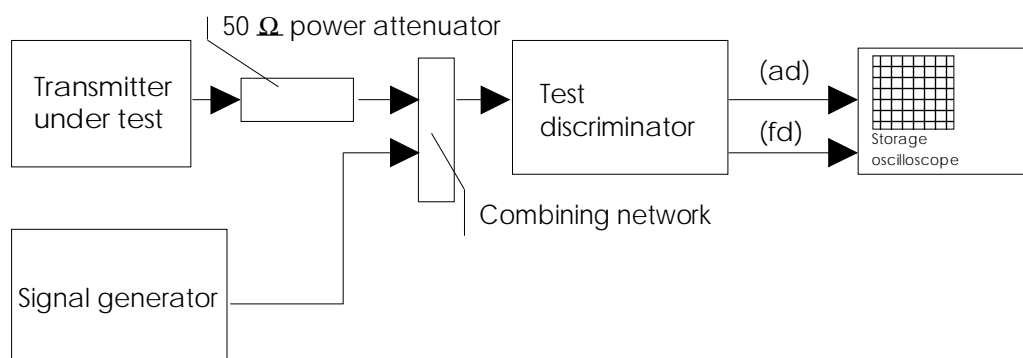 50 Ω power attenuator
Transmitter
under test
Test
discriminator
(ad)
(fd)
Storage
oscilloscope
Combining network
Signal generator